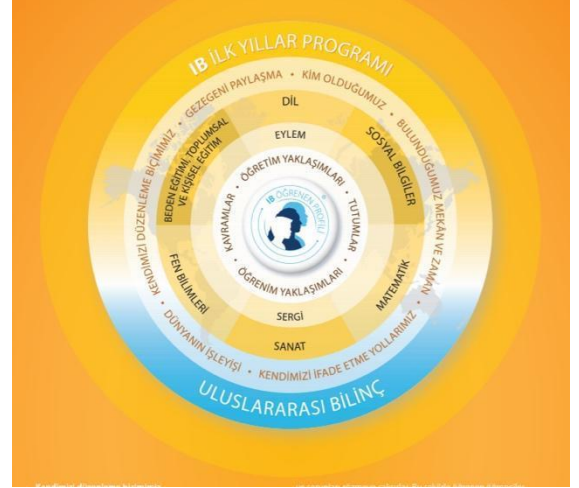 IB İLK YILLAR PROGRAMI
KİM OLDUĞUMUZ • BULUNDUĞUMUZ MEKÂN VE ZAMAN • KENDİMİZİ İFADE ETME YOLLARIMIZ • DÜNYANIN İŞLEYİŞİ • KENDİMİZİ DÜZENLEME BİÇİMİMİZ • GEZEGENİ PAYLAŞMA •
DİL
SOSYAL BİLGİLER
MATEMATİK
SANAT
FEN BİLİMLERİ
BEDEN EĞİTİMİ, TOPLUMSAL
VE KİŞİSEL EĞİTİM
EYLEM
SERGİ
ÖĞRETİM YAKLAŞIMLARI • TUTUMLAR • ÖĞRENİM YAKLAŞIMLARI • KAVRAMLAR •
IB ÖĞRENEN PROFİLİ
ULUSLARARASI BİLİNÇ
Kendimizi düzenleme biçimimiz